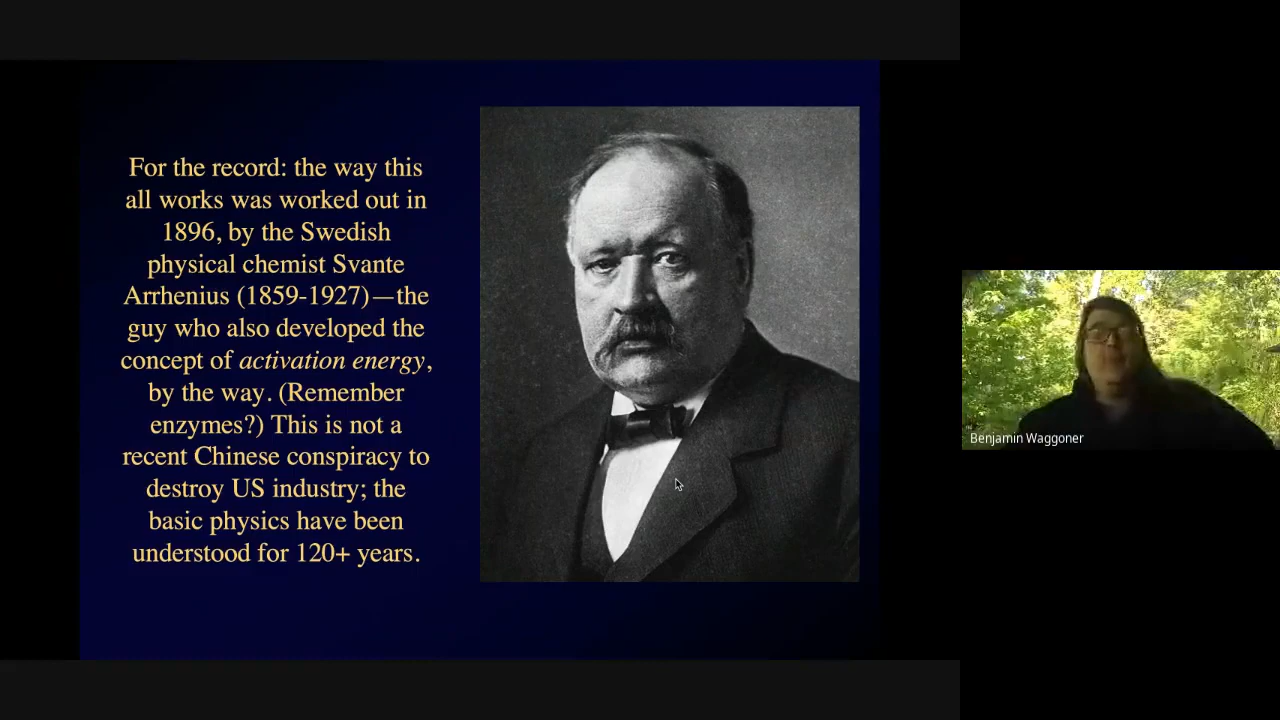 For the record: the way this
all works was worked out in
1896, by the Swedish
physical chemist Svante
Arrhenius (1859-1927)—the
guy who also developed the
concept of activation energy,
by the way. (Remember
enzymes?) This is not a
recent Chinese conspiracy to
destroy US industry; the
basic physics have been
understood for 120+ years.
Benjamin Waggoner